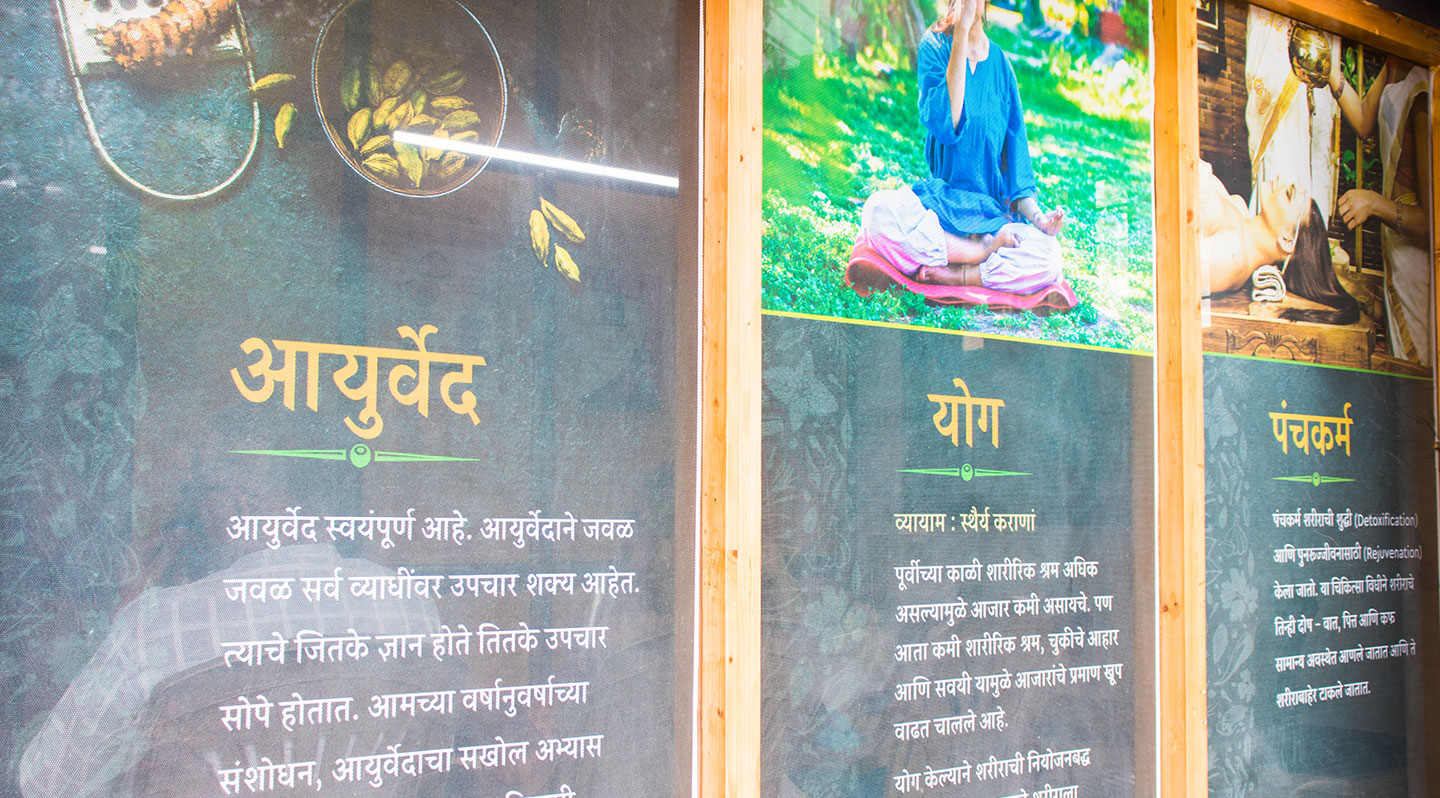 आयुर्वेद
आयुर्वेद स्वयंपूर्ण आहे. आयुर्वेदाने जवळ
जवळ सर्व व्याधींवर उपचार शक्य आहेत.
त्याचे जितके ज्ञान होते तितके उपचार
सोपे होतात. आमच्या वर्षानुवर्षाच्या
संशोधन, आयुर्वेदाचा सखोल अभ्यास
योग
व्यायाम : स्थैर्य कराणां
पूर्वीच्या काळी शारीरिक श्रम अधिक
असल्यामुळे आजार कमी असायचे. पण
आता कमी शारीरिक श्रम, चुकीचे आहार
आणि सवयी यामुळे आजारांचे प्रमाण खूप
वाढत चालले आहे.
योग केल्याने शरीराची नियोजनबद्ध
पंचकर्म
पंचकर्म शरीराची शुद्धी (Detoxification)
आणि पुनरूज्जीवनासाठी (Rejuvenation)
केला जातो. या चिकित्सा विधीने शरीराचे
तिन्ही दोष – वात, पित्त आणि कफ
सामान्य अवस्थेत आणले जातात आणि ते
शरीराबाहेर टाकले जातात.